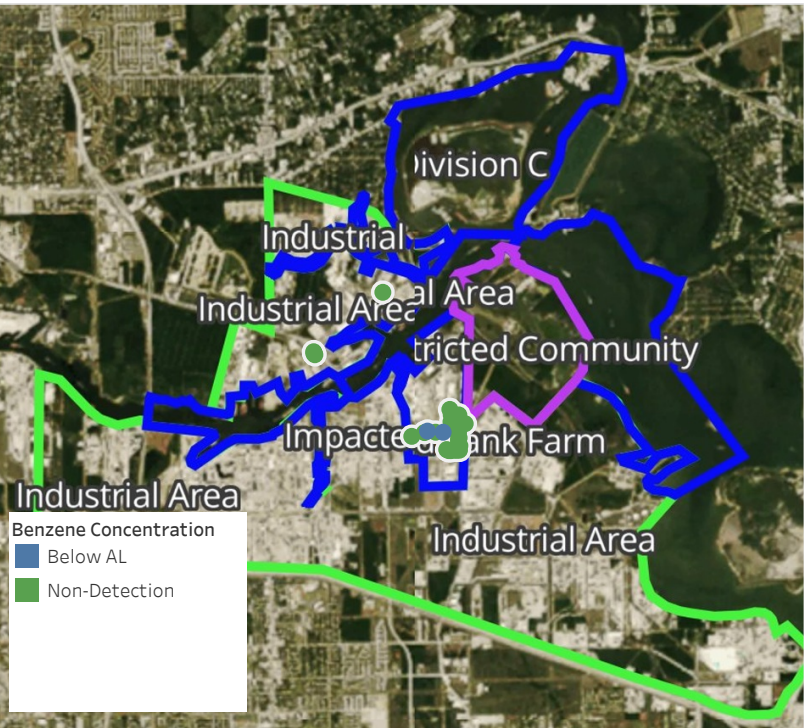 Division C
Industrial
Industrial Area
al Area
tricted Community
Impacted
ank Farm
Industrial Area
Industrial Area
Benzene Concentration
Below AL
Non-Detection